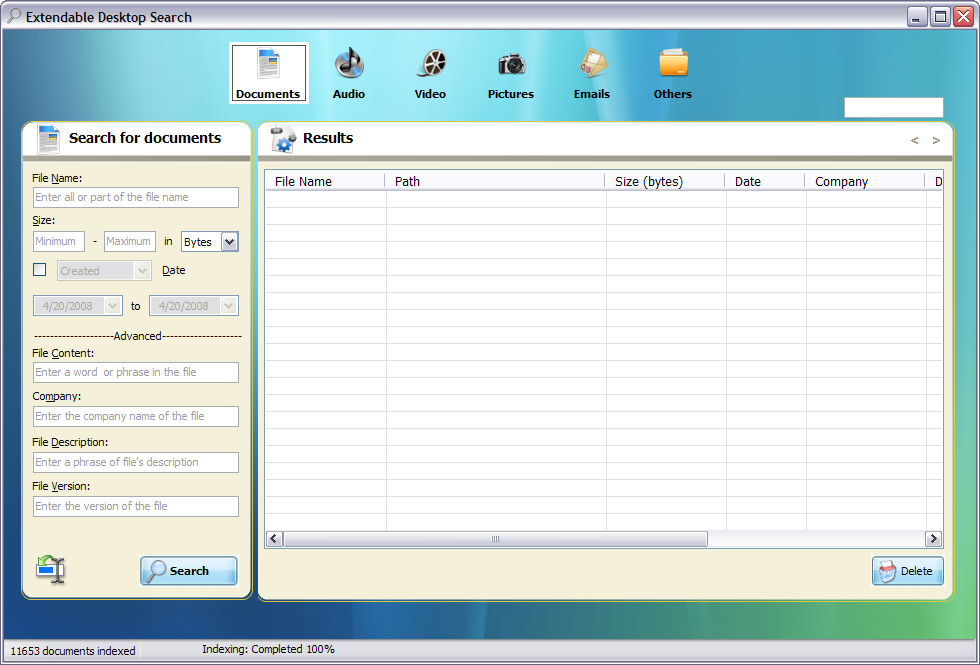 Extendable Desktop Search
Documents Audio Video Pictures Emails Others
Search for documents
File Name:
Enter all or part of the file name
Size:
Minimum - Maximum in Bytes
Created Date
4/20/2008 to 4/20/2008
--------------------Advanced--------------------
File Content:
Enter a word or phrase in the file
Company:
Enter the company name of the file
File Description:
Enter a phrase of file's description
File Version:
Enter the version of the file
Search
Results < >
File Name Path Size (bytes) Date Company D
Delete
11653 documents indexed Indexing: Completed 100%